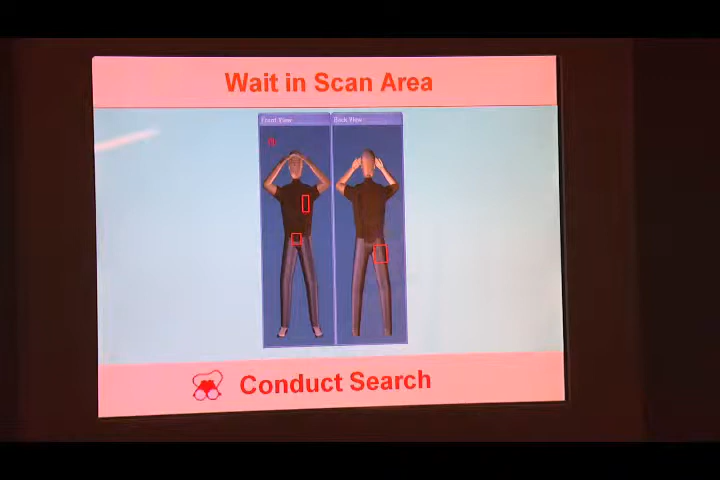 Wait in Scan Area
Front View
Back View
Conduct Search